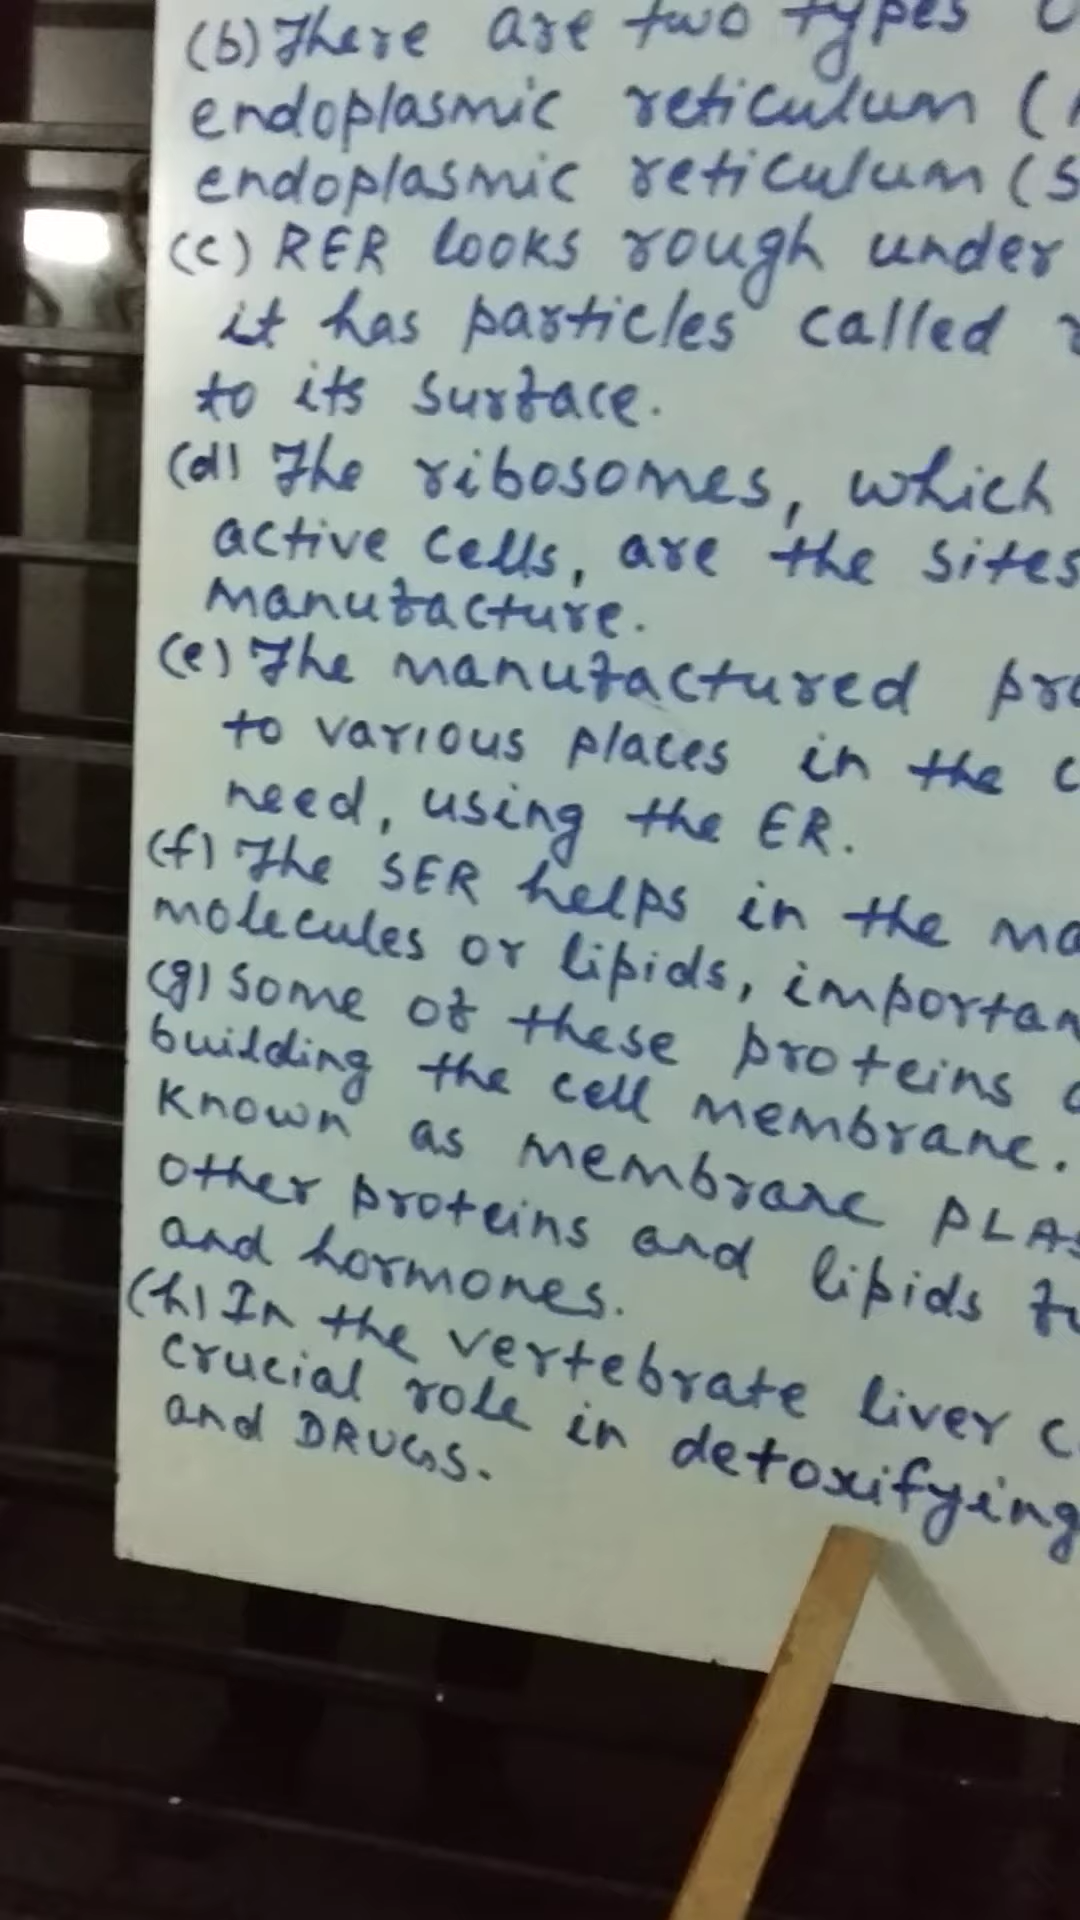 (b) There are two types
endoplasmic reticulum (
endoplasmic reticulum (S
(c) RER looks rough under
it has particles called
to its surface.
(d) The ribosomes, which
active cells, are the sites
manufacture.
(e) The manufactured pro
to various places in the c
need, using the ER.
(f) The SER helps in the ma
molecules or lipids, importan
(g) Some of these proteins
building the cell membrane.
known as membrane
other proteins and lipids fu
and hormones.
(h) In the vertebrate liver c
crucial role in detoxifying
and DRUGS.